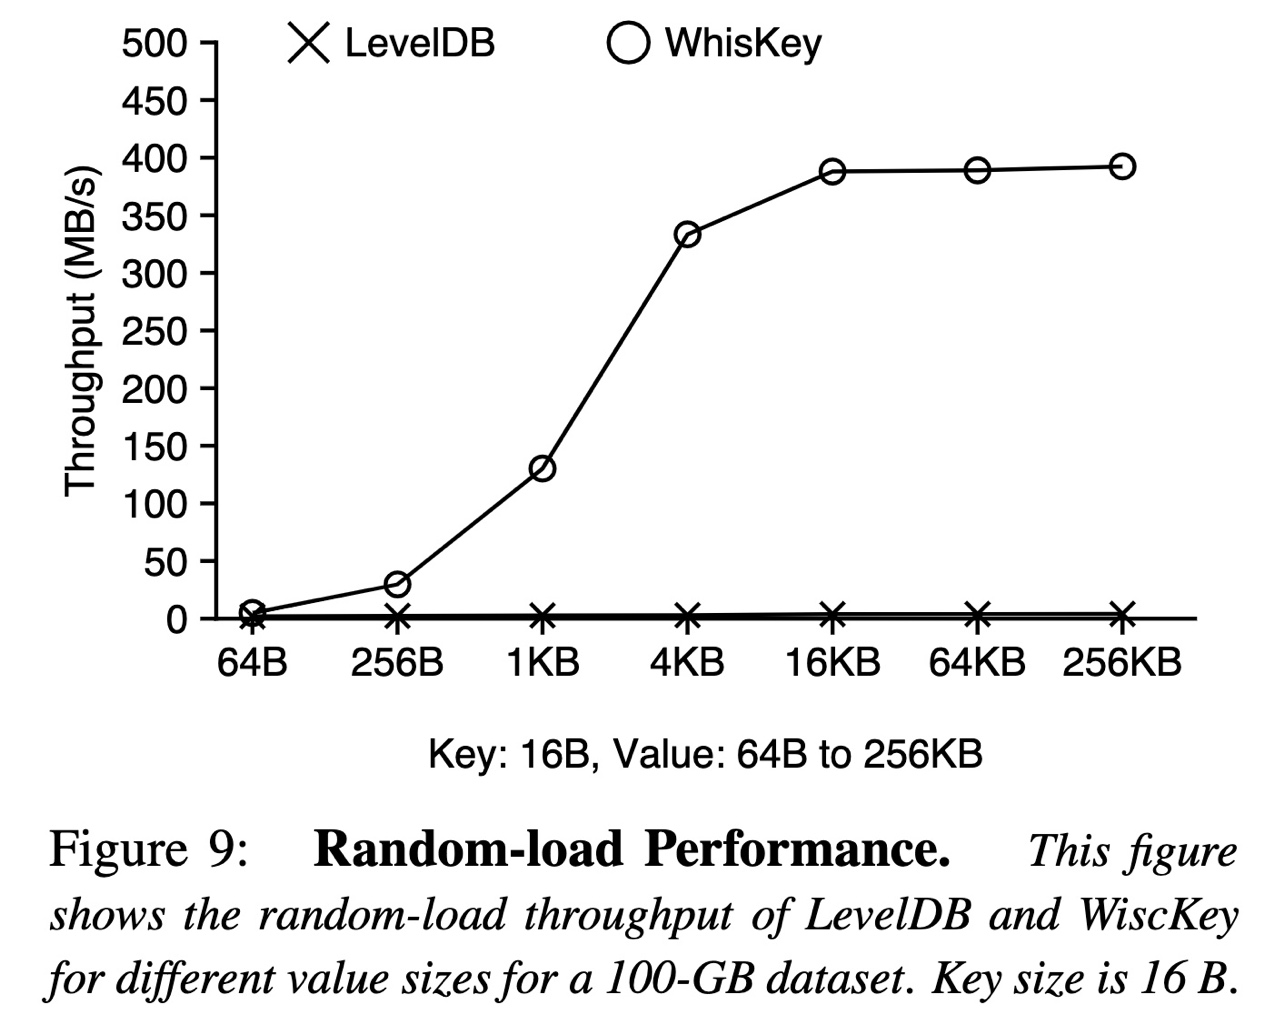 LevelDB WhisKey
500
450
400
350
300
250
200
150
100
50
0
Throughput (MB/s)
64B 256B 1KB 4KB 16KB 64KB 256KB
Key: 16B, Value: 64B to 256KB
Figure 9: Random-load Performance. This figure
shows the random-load throughput of LevelDB and WiscKey
for different value sizes for a 100-GB dataset. Key size is 16 B.